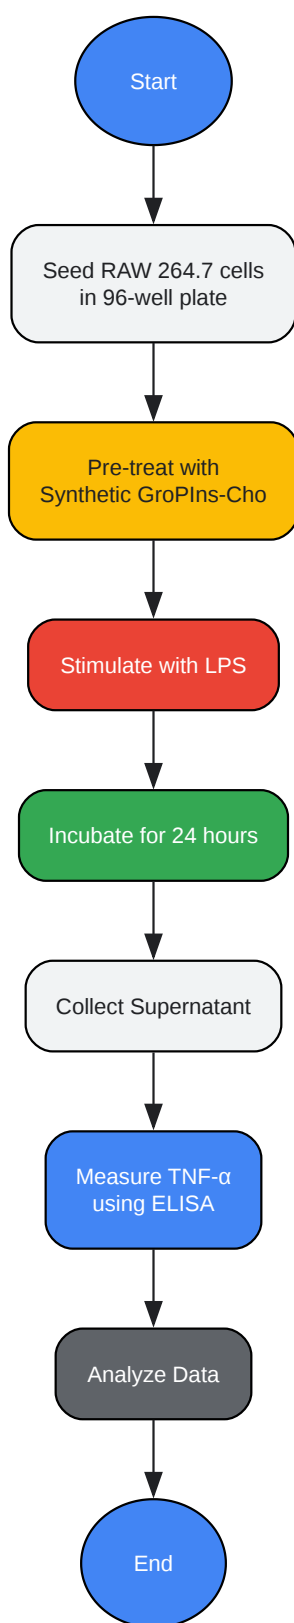 Start
Seed RAW 264.7 cells
in 96-well plate
Pre-treat with
Synthetic GroPIns-Cho
Stimulate with LPS
Incubate for 24 hours
Collect Supernatant
Measure TNF-α
using ELISA
Analyze Data
End